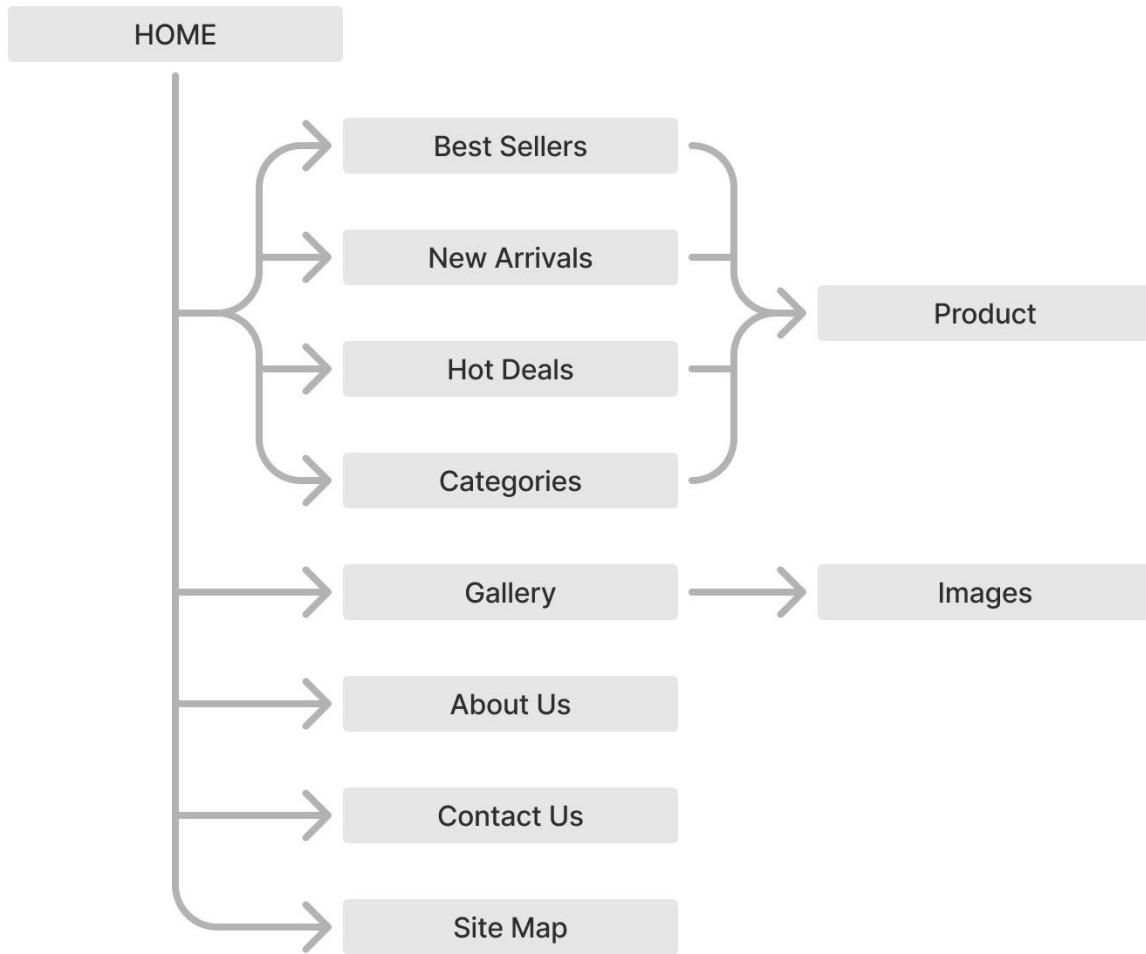 HOME
Best Sellers
New Arrivals
Product
Hot Deals
Categories
Gallery
Images
About Us
Contact Us
Site Map